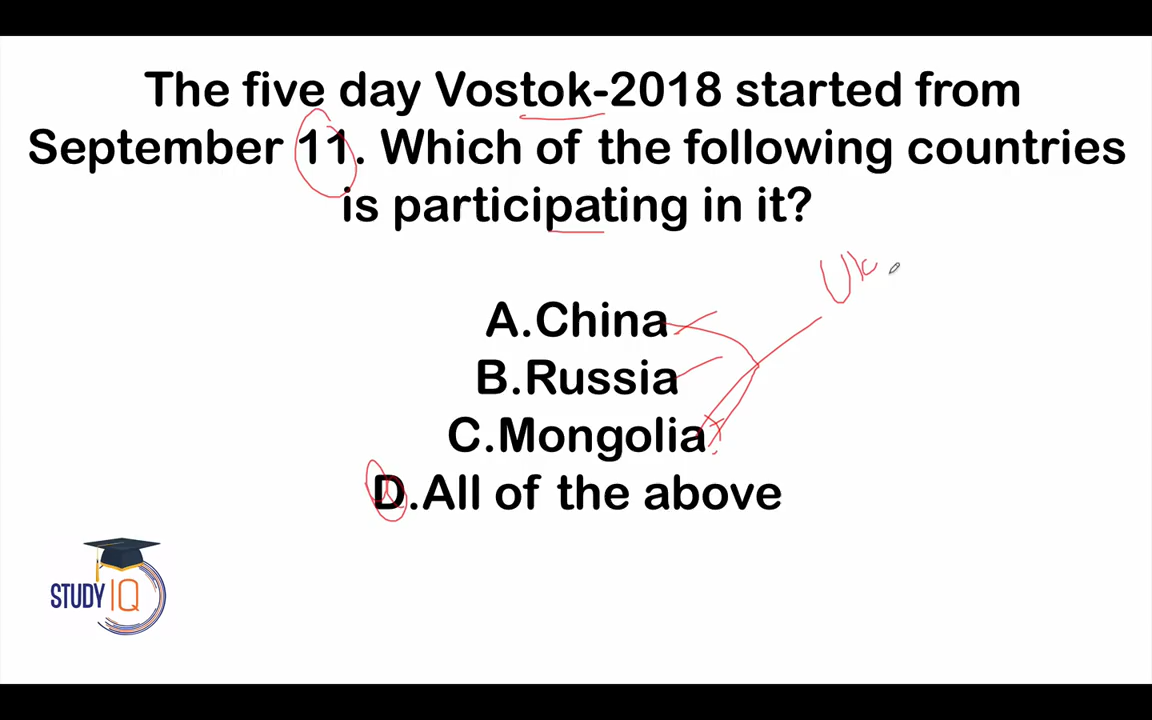 The five day Vostok-2018 started from
September 11. Which of the following countries
is participating in it?
A.China
B.Russia
C.Mongolia
D.All of the above
STUDY IQ